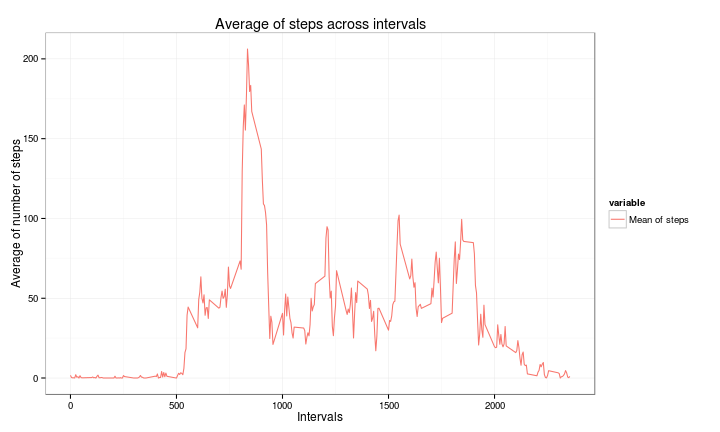 Average of steps across intervals
Average of number of steps
200
150
100
50
0
0 500 1000 1500 2000
Intervals
variable
Mean of steps